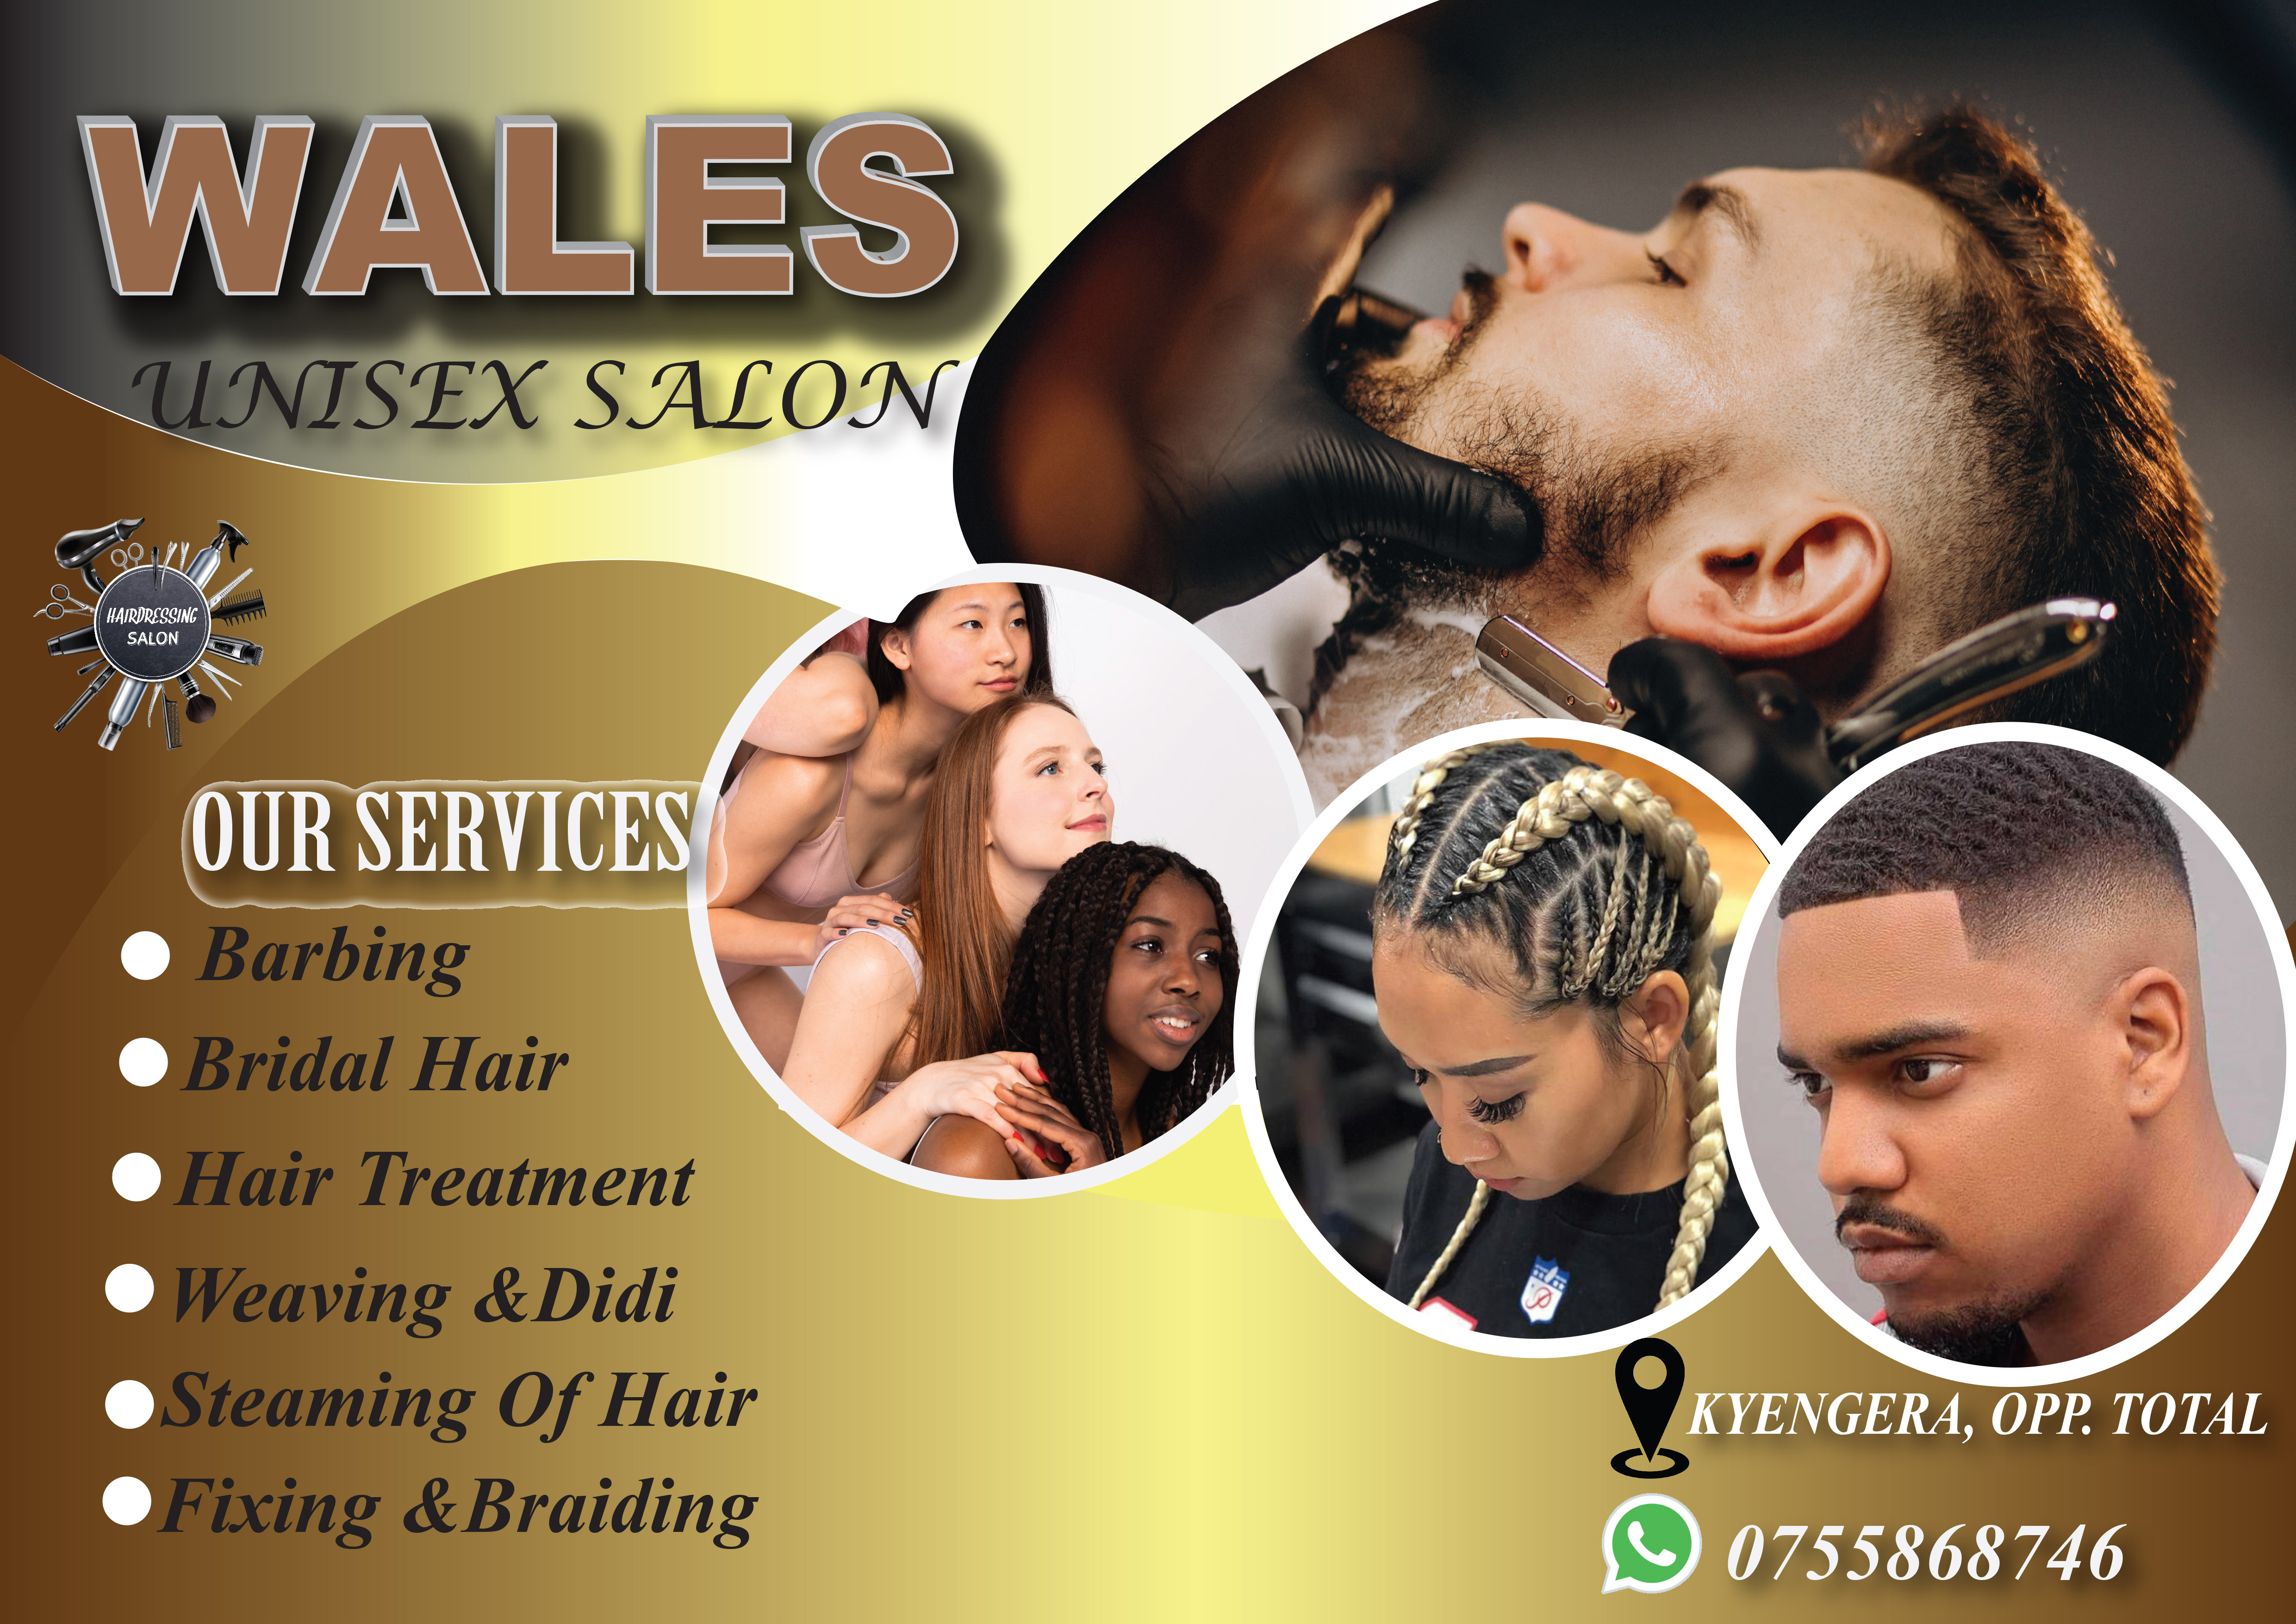 WALES
UNISEX SALON
HAIRDRESSING
SALON
OUR SERVICES
Barbing
Bridal Hair
Hair Treatment
Weaving &Didi
Steaming Of Hair
Fixing &Braiding
KYENGERA, OPP. TOTAL
0755868746